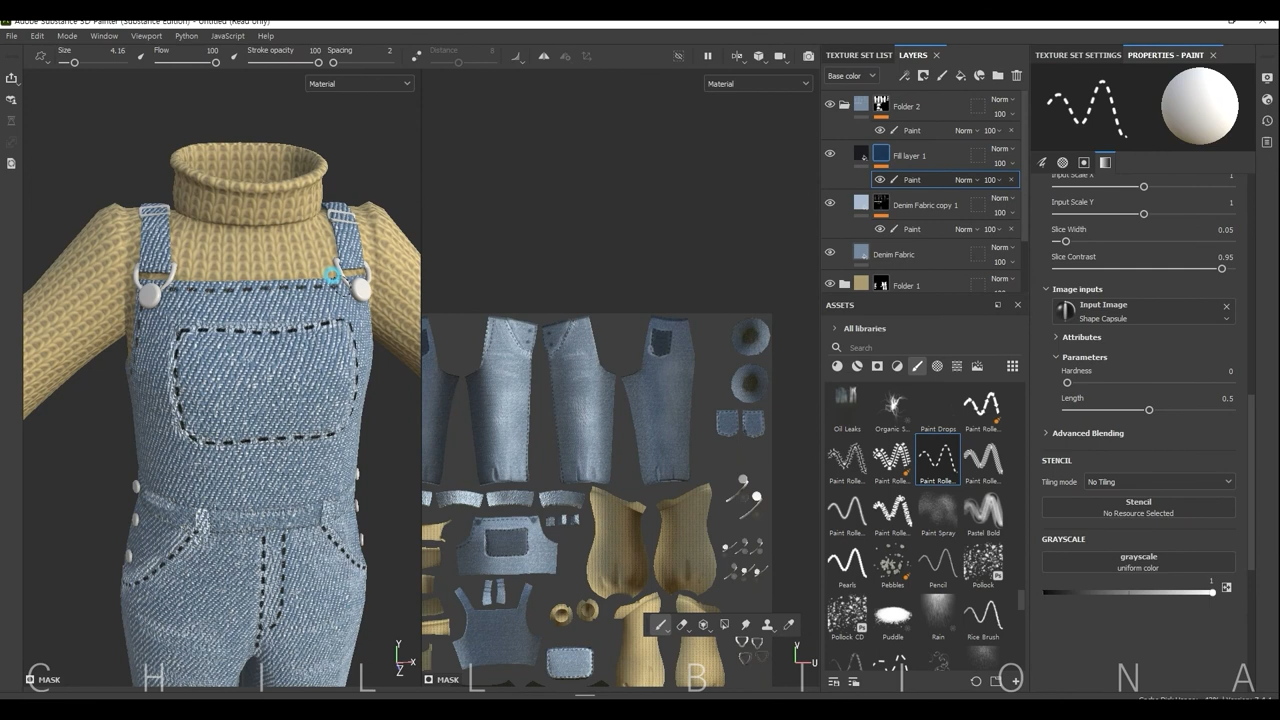 Adobe Substance 3D Painter (Substance Edition) - Untitled (Read Only)
File Edit Mode Window Viewport Python JavaScript Help
Size 4.16 Flow 100 Stroke opacity 100 Spacing 2 Distance 8
TEXTURE SET LIST LAYERS TEXTURE SET SETTINGS PROPERTIES - PAINT
Material Material
Base color
Norm
Folder 2
100
Paint Norm 100
Norm
Fill layer 1
100
Paint Norm 100
Norm
Denim Fabric copy 1
100
Paint Norm 100
Norm
Denim Fabric
100
Norm
Folder 1
ASSETS
All libraries
Search
Oil Leaks Organic S... Paint Drops Paint Rolle...
Paint Rolle... Paint Rolle... Paint Rolle... Paint Rolle...
Paint Rolle... Paint Rolle... Paint Spray Pastel Bold
Pearls Pebbles Pencil Pollock
Pollock CD Puddle Rain Rice Brush
Input Scale X 1
Input Scale Y 1
Slice Width 0.05
Slice Contrast 0.95
Image inputs
Input Image
Shape Capsule
Attributes
Parameters
Hardness 0
Length 0.5
Advanced Blending
STENCIL
Tiling mode No Tiling
Stencil
No Resource Selected
GRAYSCALE
grayscale
uniform color
1
Y
X
Z
V
U
MASK MASK
C H I L L B T I O N A